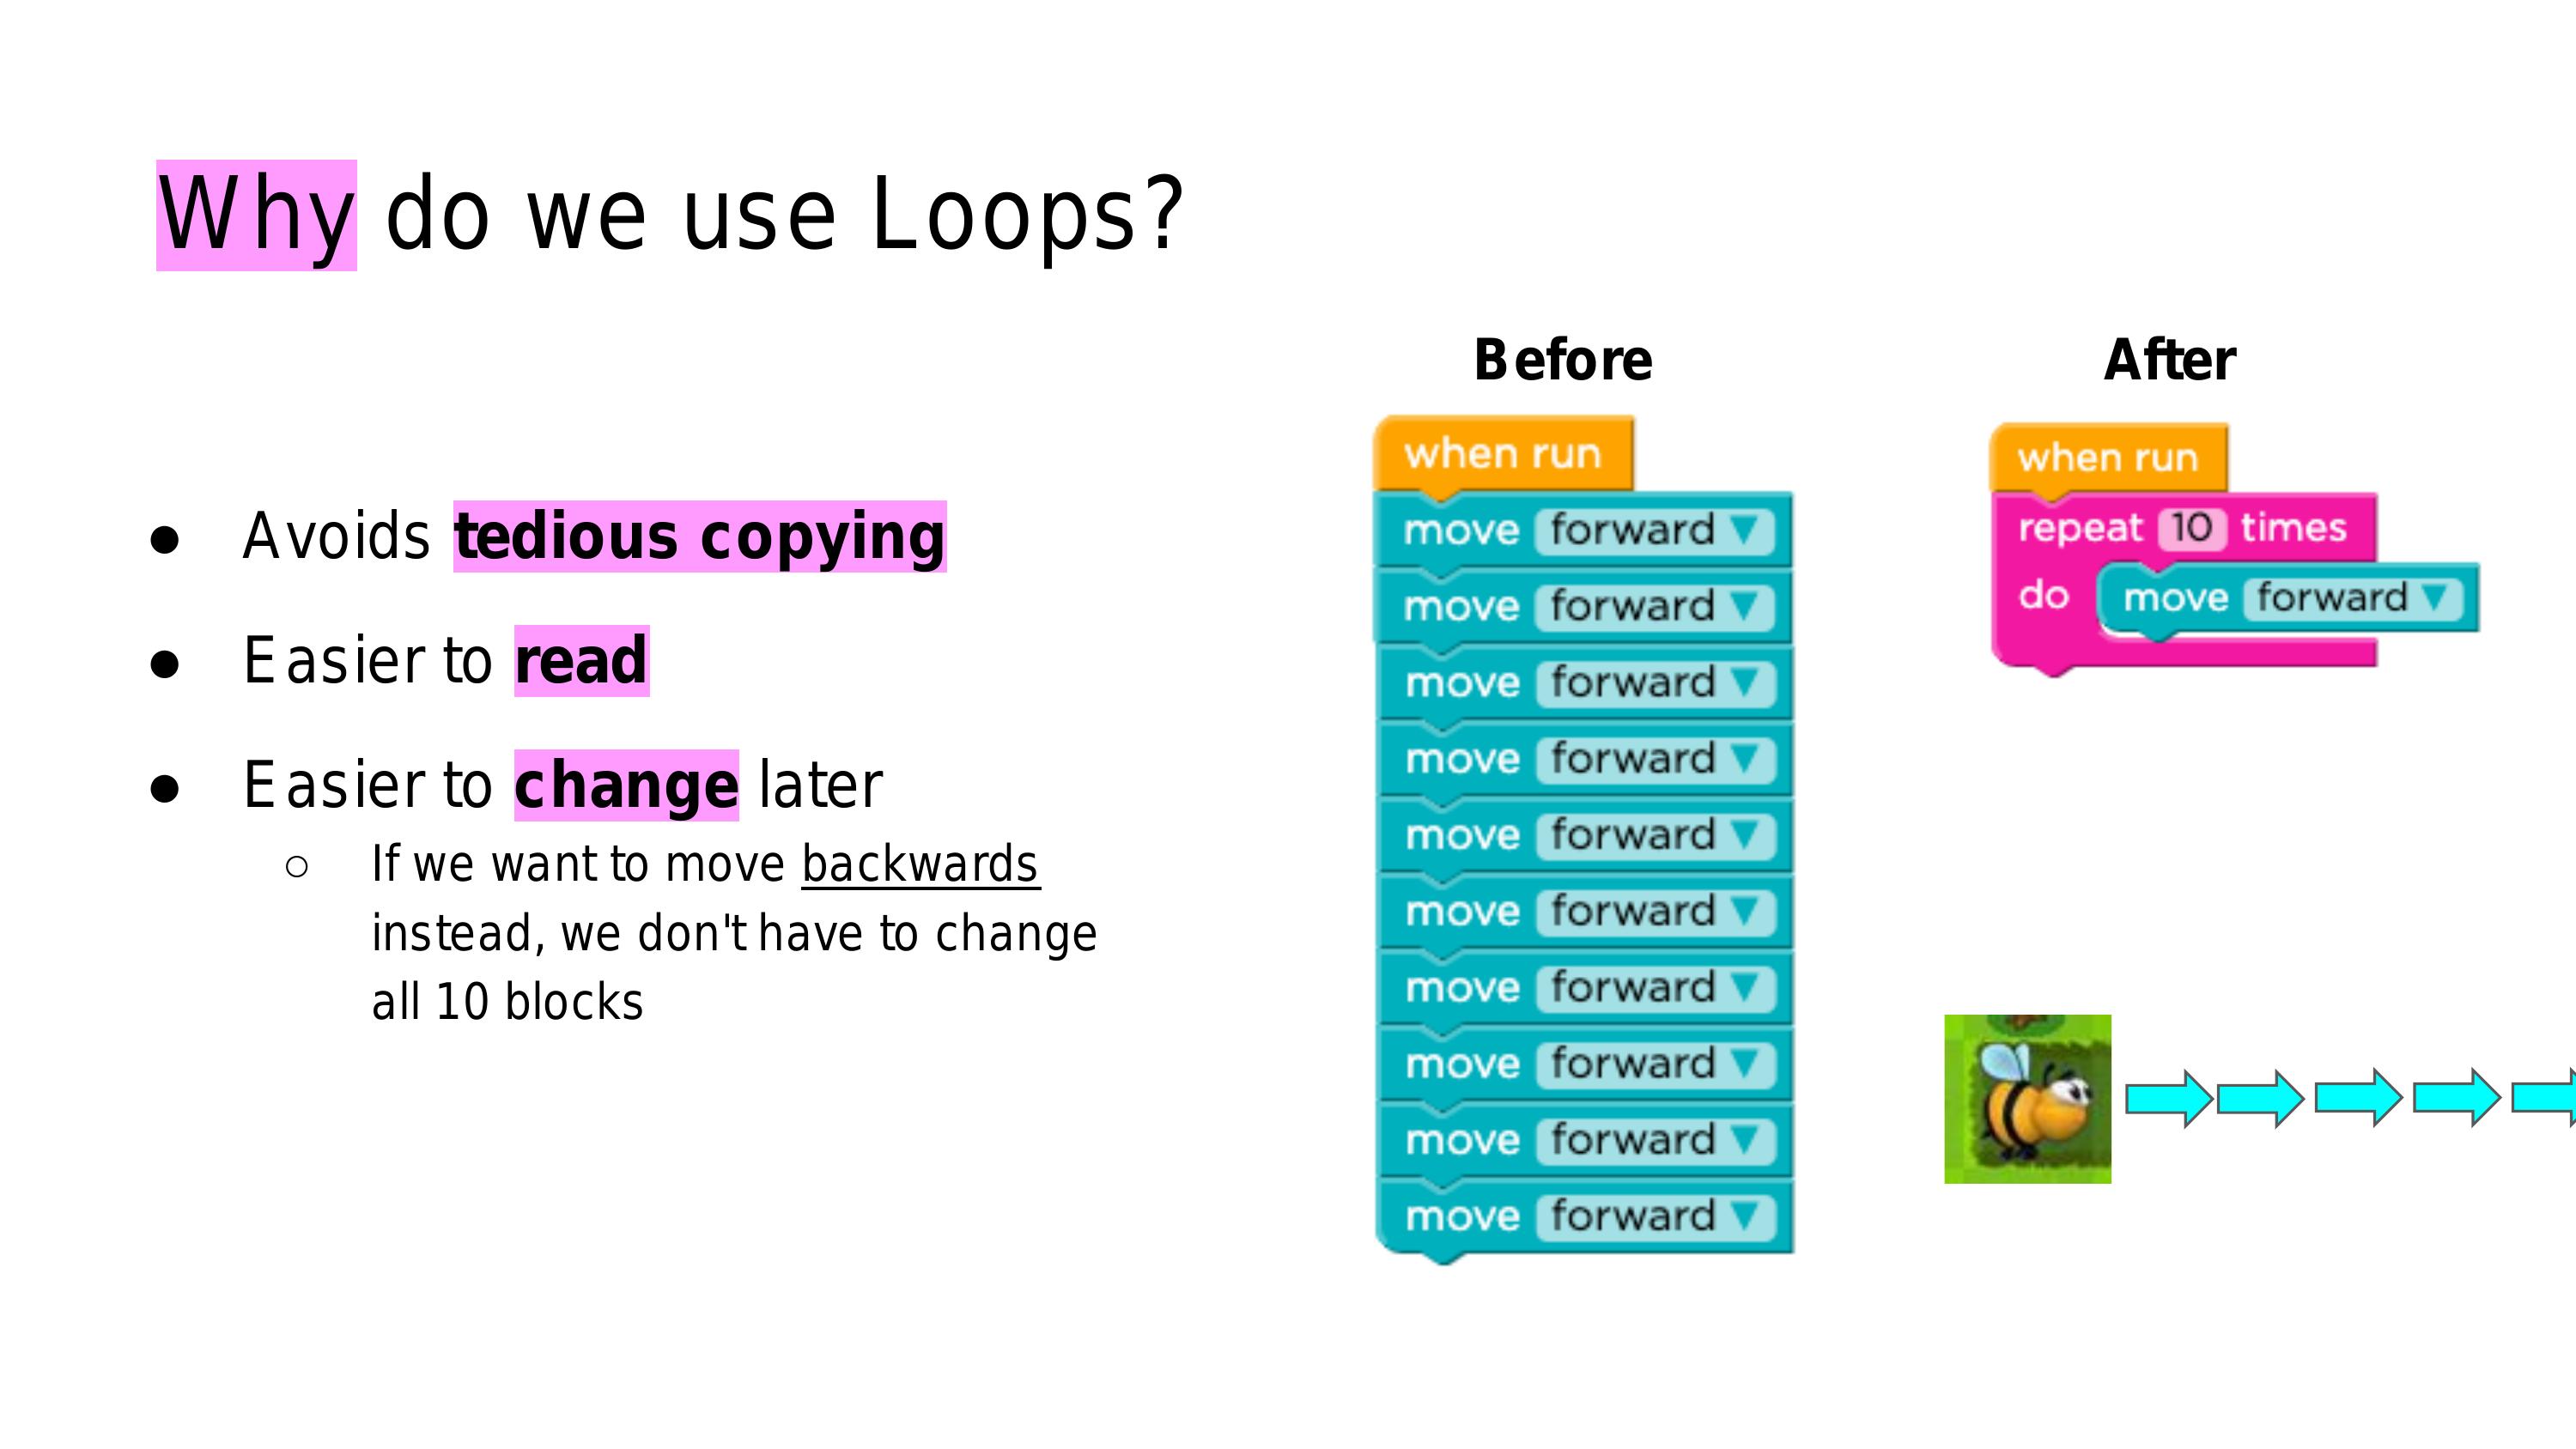 Why do we use Loops?
● Avoids tedious copying
● Easier to read
● Easier to change later
○ If we want to move backwards
instead, we don't have to change
all 10 blocks
Before
when run
move forward ▼
move forward ▼
move forward ▼
move forward ▼
move forward ▼
move forward ▼
move forward ▼
move forward ▼
move forward ▼
move forward ▼
After
when run
repeat 10 times
do move forward ▼